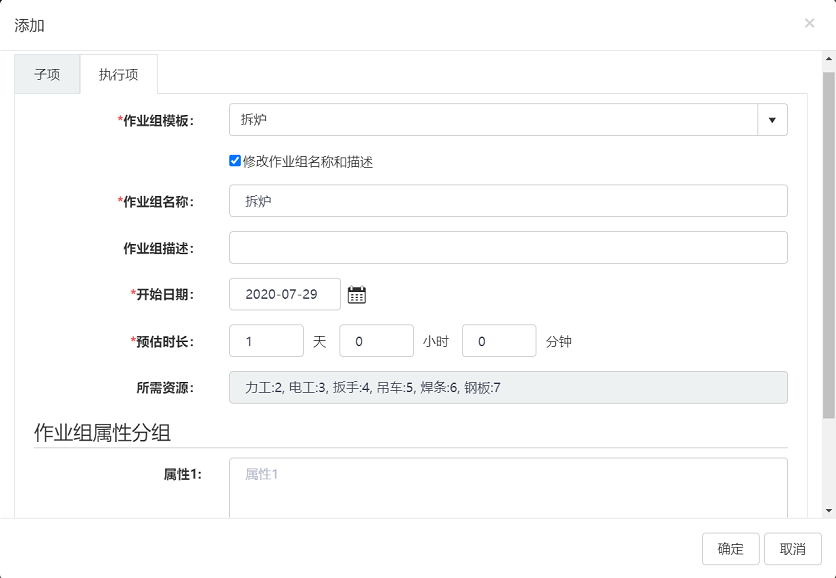 添加
×
子项 执行项
*作业组模板： 拆炉
修改作业组名称和描述
*作业组名称： 拆炉
作业组描述：
*开始日期： 2020-07-29
*预估时长： 1 天 0 小时 0 分钟
所需资源： 力工:2, 电工:3, 扳手:4, 吊车:5, 焊条:6, 钢板:7
作业组属性分组
属性1: 属性1
确定 取消